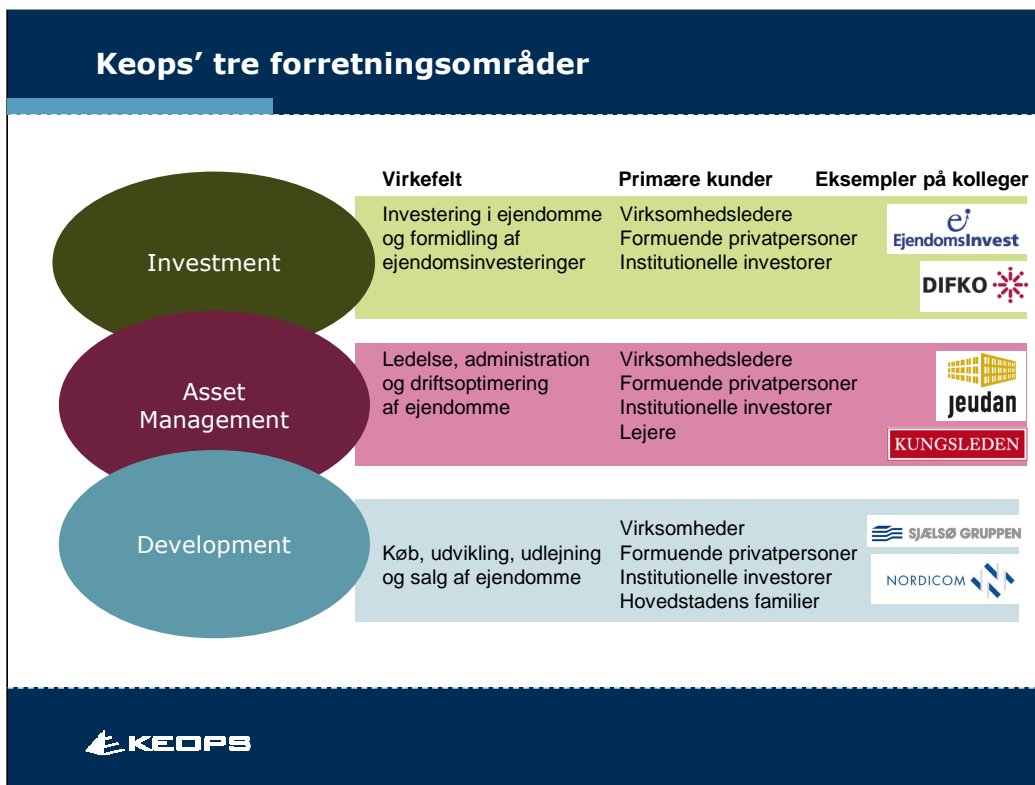 Keops’ tre forretningsområder
Virkefelt
Primære kunder
Eksempler på kolleger
Investment
Investering i ejendomme
og formidling af
ejendomsinvesteringer
Virksomhedsledere
Formuende privatpersoner
Institutionelle investorer
ei
EjendomsInvest
DIFKO
Asset
Management
Ledelse, administration
og driftsoptimering
af ejendomme
Virksomhedsledere
Formuende privatpersoner
Institutionelle investorer
Lejere
jeudan
KUNGSLEDEN
Development
Køb, udvikling, udlejning
og salg af ejendomme
Virksomheder
Formuende privatpersoner
Institutionelle investorer
Hovedstadens familier
SJÆLSØ GRUPPEN
NORDICOM
KEOPS